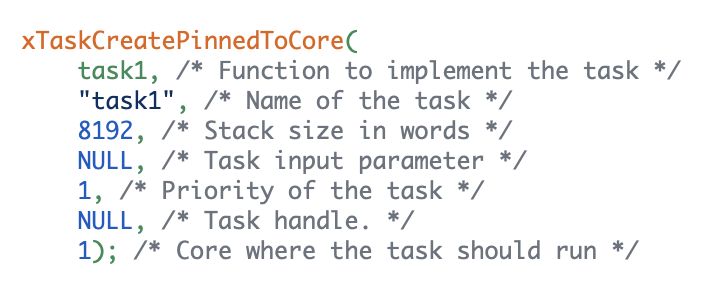 xTaskCreatePinnedToCore(
task1, /* Function to implement the task */
"task1", /* Name of the task */
8192, /* Stack size in words */
NULL, /* Task input parameter */
1, /* Priority of the task */
NULL, /* Task handle. */
1); /* Core where the task should run */